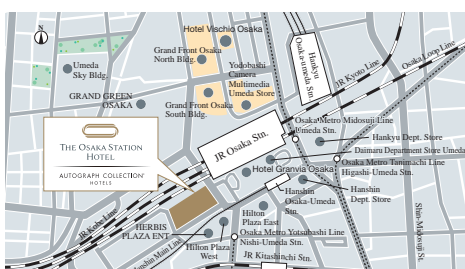 N
Hotel Vischio Osaka
Umeda
Sky Bldg.
Grand Front Osaka
North Bldg.
Yodobashi
Camera
Multimedia
Umeda Store
Hankyu
Osaka-umeda Stn.
JR Kyoto Line
Osaka Loop Line
GRAND GREEN
OSAKA
Grand Front Osaka
South Bldg.
Osaka Metro Midosuji Line
Umeda Stn.
THE OSAKA STATION
HOTEL
AUTOGRAPH COLLECTION®
HOTELS
JR Osaka Stn.
Hankyu Dept. Store
Daimaru Department Store Umeda
Osaka Metro Tanimachi Line
Higashi-Umeda Stn.
Hotel Granvia Osaka
Hanshin
Osaka-Umeda
Stn.
Hanshin
Dept. Store
JR Kobe Line
HERBIS
PLAZA ENT
Hilton
Plaza East
Hilton Plaza
West
Osaka Metro Yotsubashi Line
Nishi-Umeda Stn.
JR Kitashinchi Stn.
Hanshin Main Line
Shin-Midosuji St.